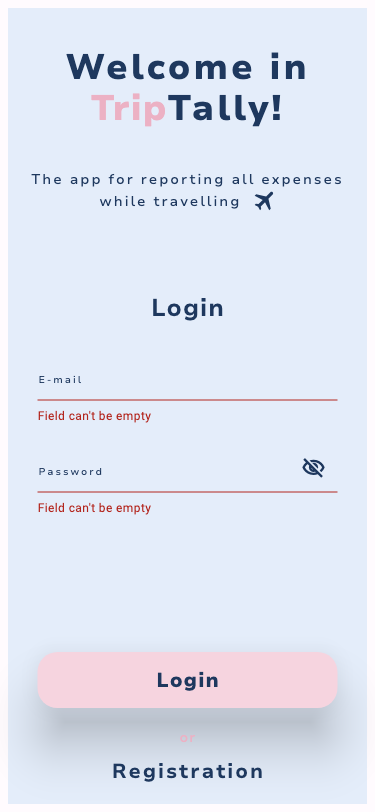 Welcome in
TripTally!
The app for reporting all expenses
while travelling
Login
E-mail
Field can't be empty
Password
Field can't be empty
Login
or
Registration